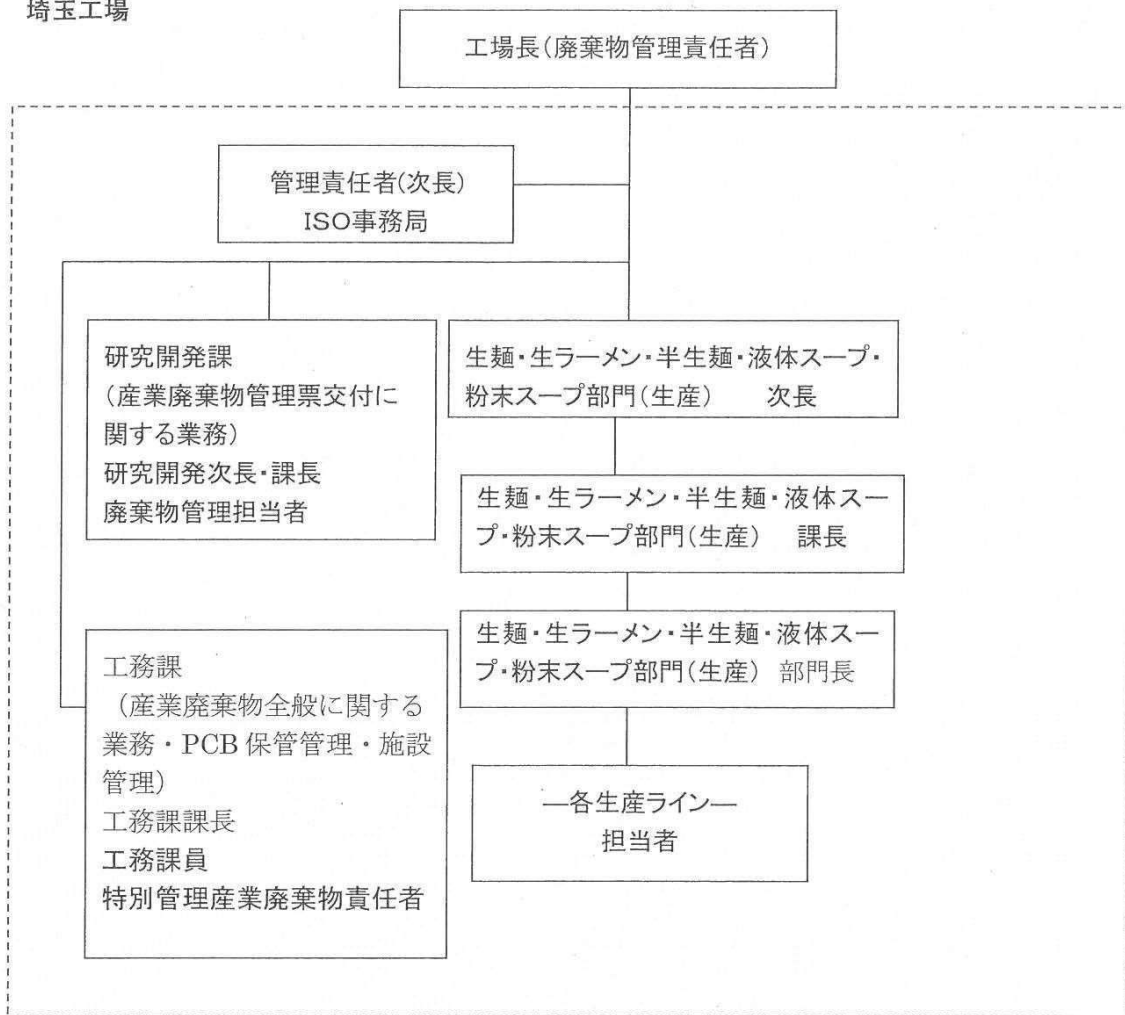 埼玉工場
工場長(廃棄物管理責任者)
管理責任者(次長)
ISO事務局
研究開発課
(産業廃棄物管理票交付に
関する業務)
研究開発次長・課長
廃棄物管理担当者
生麺・生ラーメン・半生麺・液体スープ・
粉末スープ部門(生産) 次長
生麺・生ラーメン・半生麺・液体スー
プ・粉末スープ部門(生産) 課長
生麺・生ラーメン・半生麺・液体スー
プ・粉末スープ部門(生産) 部門長
工務課
(産業廃棄物全般に関する
業務・PCB保管管理・施設
管理)
工務課課長
工務課員
特別管理産業廃棄物責任者
―各生産ライン―
担当者